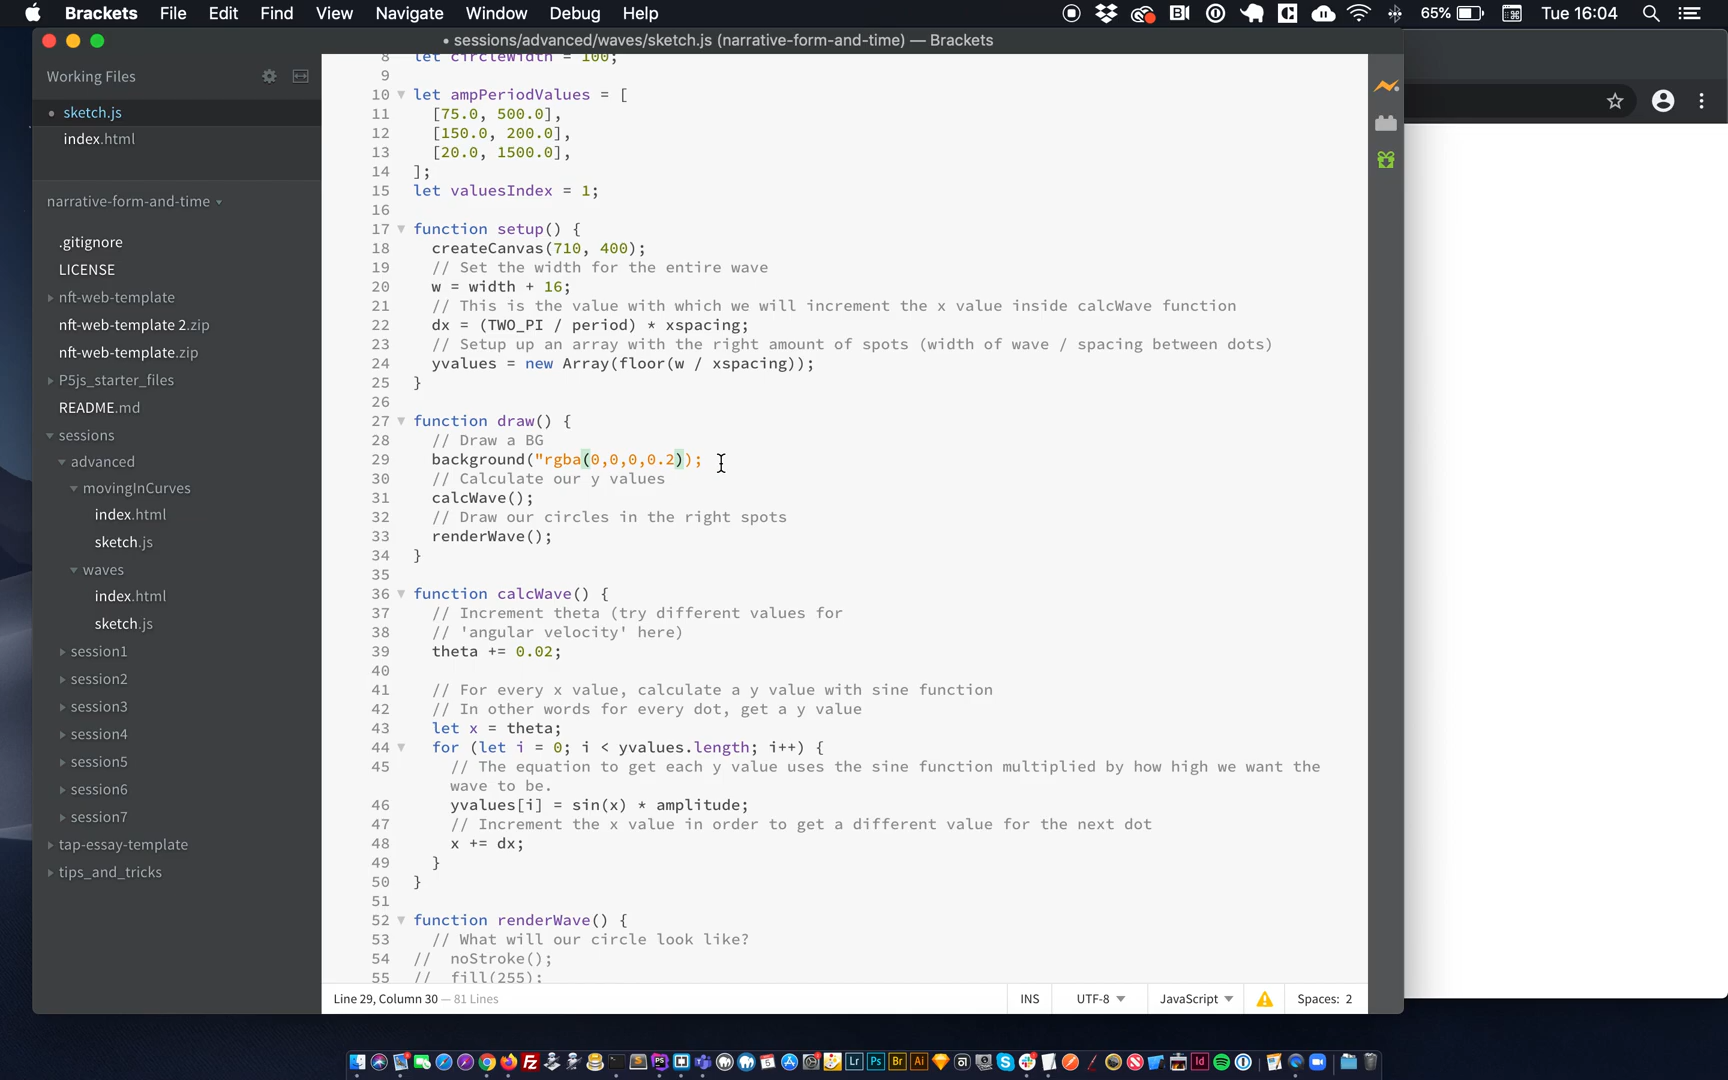 Brackets File Edit Find View Navigate Window Debug Help 65% Tue 16:04
• sessions/advanced/waves/sketch.js (narrative-form-and-time) — Brackets
Working Files
• sketch.js
index.html
narrative-form-and-time
.gitignore
LICENSE
nft-web-template
nft-web-template 2.zip
nft-web-template.zip
P5js_starter_files
README.md
sessions
advanced
movingInCurves
index.html
sketch.js
waves
index.html
sketch.js
session1
session2
session3
session4
session5
session6
session7
tap-essay-template
tips_and_tricks
8 let circleWidth = 100;
9
10 let ampPeriodValues = [
11 [75.0, 500.0],
12 [150.0, 200.0],
13 [20.0, 1500.0],
14 ];
15 let valuesIndex = 1;
16
17 function setup() {
18 createCanvas(710, 400);
19 // Set the width for the entire wave
20 w = width + 16;
21 // This is the value with which we will increment the x value inside calcWave function
22 dx = (TWO_PI / period) * xspacing;
23 // Setup up an array with the right amount of spots (width of wave / spacing between dots)
24 yvalues = new Array(floor(w / xspacing));
25 }
26
27 function draw() {
28 // Draw a BG
29 background("rgba(0,0,0,0.2));
30 // Calculate our y values
31 calcWave();
32 // Draw our circles in the right spots
33 renderWave();
34 }
35
36 function calcWave() {
37 // Increment theta (try different values for
38 // 'angular velocity' here)
39 theta += 0.02;
40
41 // For every x value, calculate a y value with sine function
42 // In other words for every dot, get a y value
43 let x = theta;
44 for (let i = 0; i < yvalues.length; i++) {
45 // The equation to get each y value uses the sine function multiplied by how high we want the
wave to be.
46 yvalues[i] = sin(x) * amplitude;
47 // Increment the x value in order to get a different value for the next dot
48 x += dx;
49 }
50 }
51
52 function renderWave() {
53 // What will our circle look like?
54 // noStroke();
55 // fill(255);
Line 29, Column 30 — 81 Lines INS UTF-8 JavaScript Spaces: 2